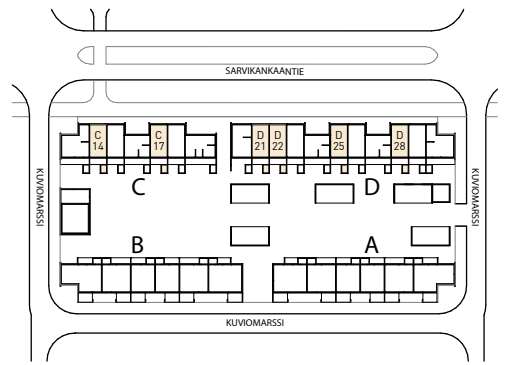 SARVIKANKAANTIE
C
14
C
17
D
21
D
22
D
25
D
28
KUVIOMARSSI
C
D
KUVIOMARSSI
B
A
KUVIOMARSSI